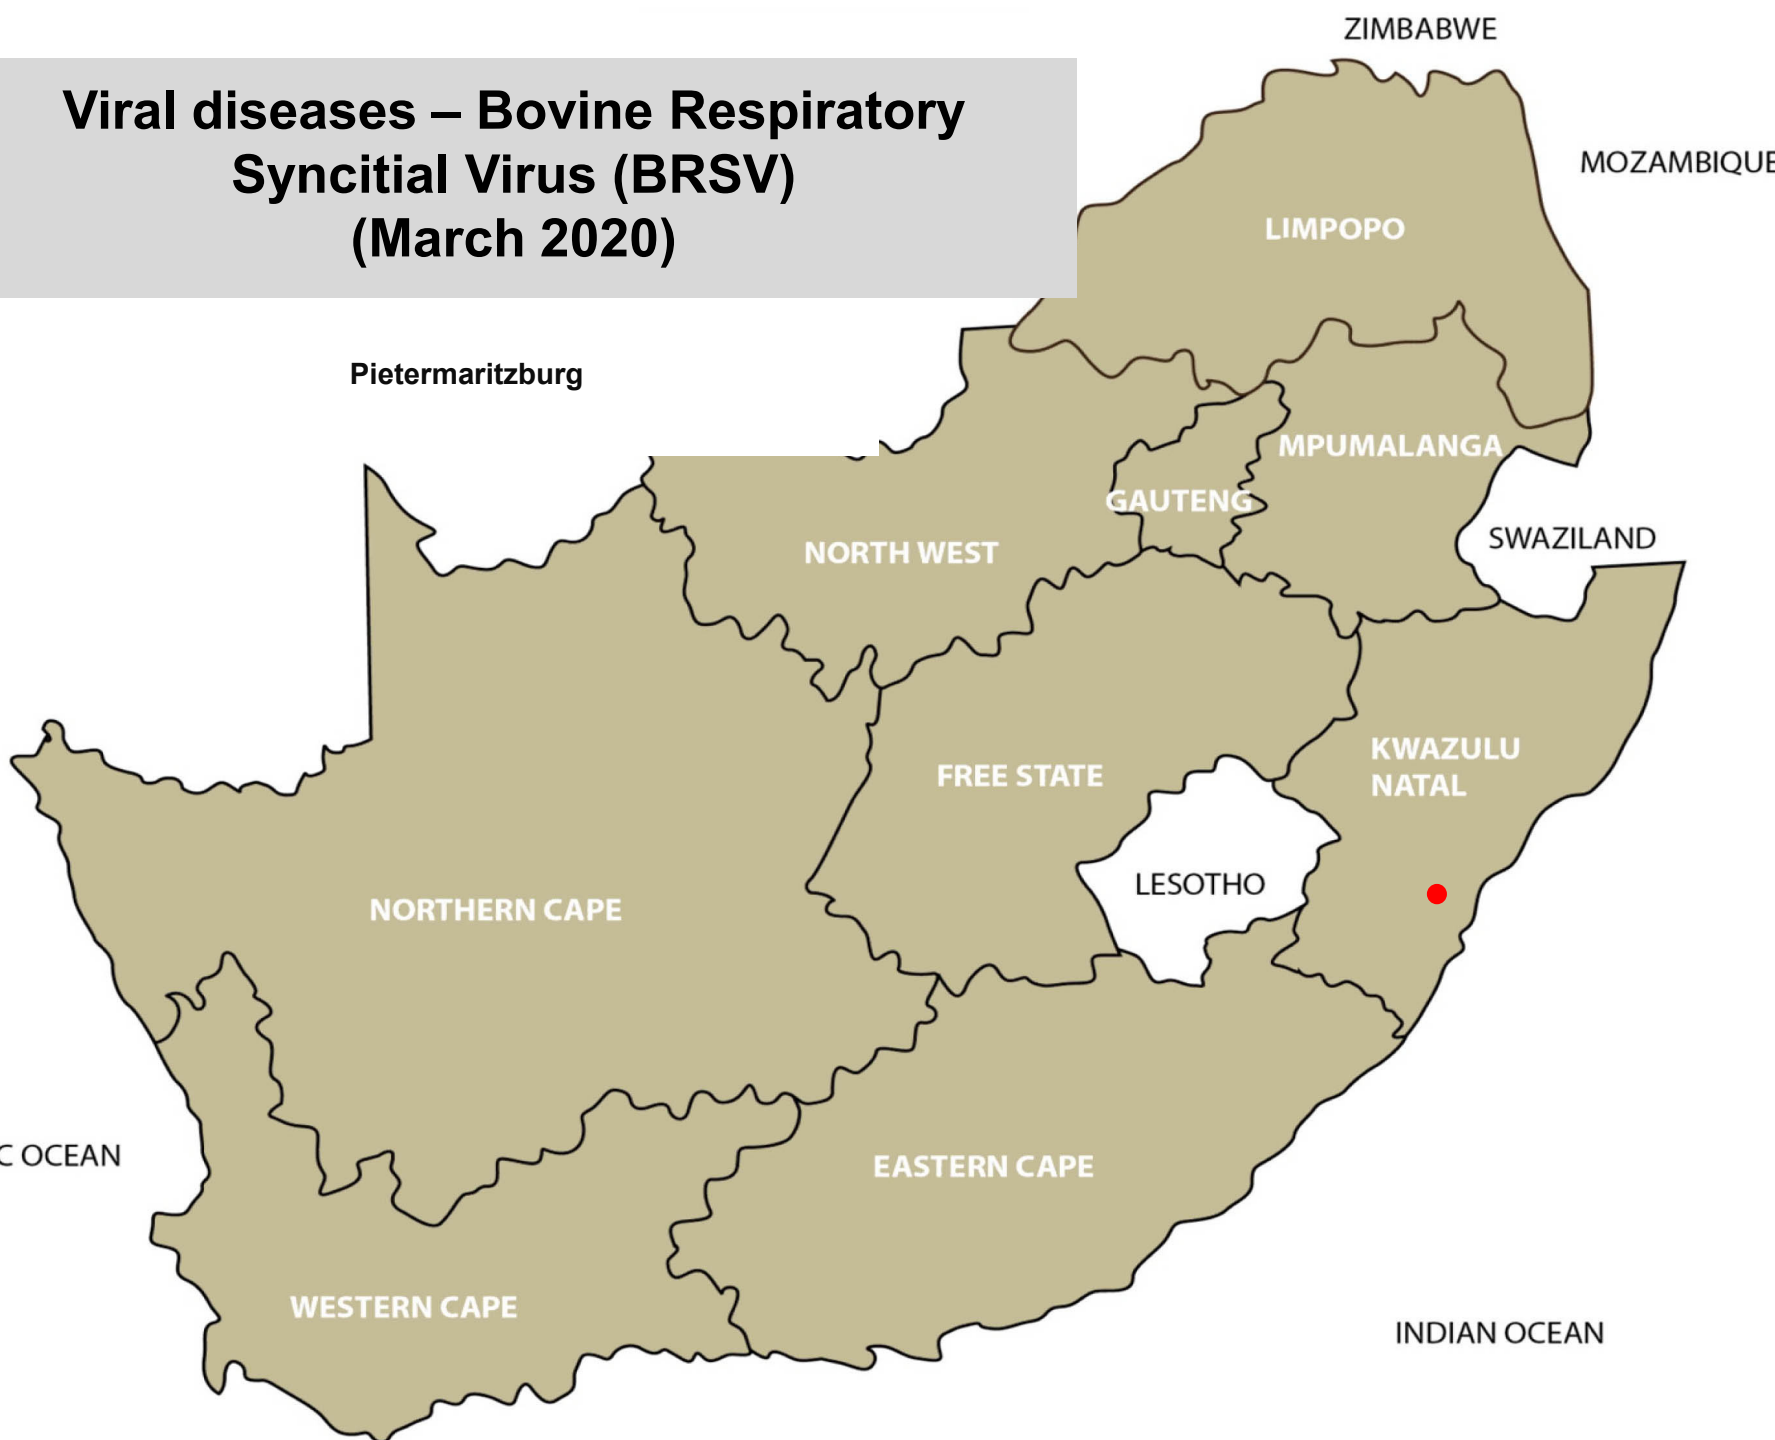 ZIMBABWE
Viral diseases – Bovine Respiratory
Syncitial Virus (BRSV)
(March 2020)
MOZAMBIQUE
LIMPOPO
Pietermaritzburg
MPUMALANGA
GAUTENG
SWAZILAND
NORTH WEST
KWAZULU
NATAL
FREE STATE
LESOTHO
NORTHERN CAPE
C OCEAN
EASTERN CAPE
WESTERN CAPE
INDIAN OCEAN